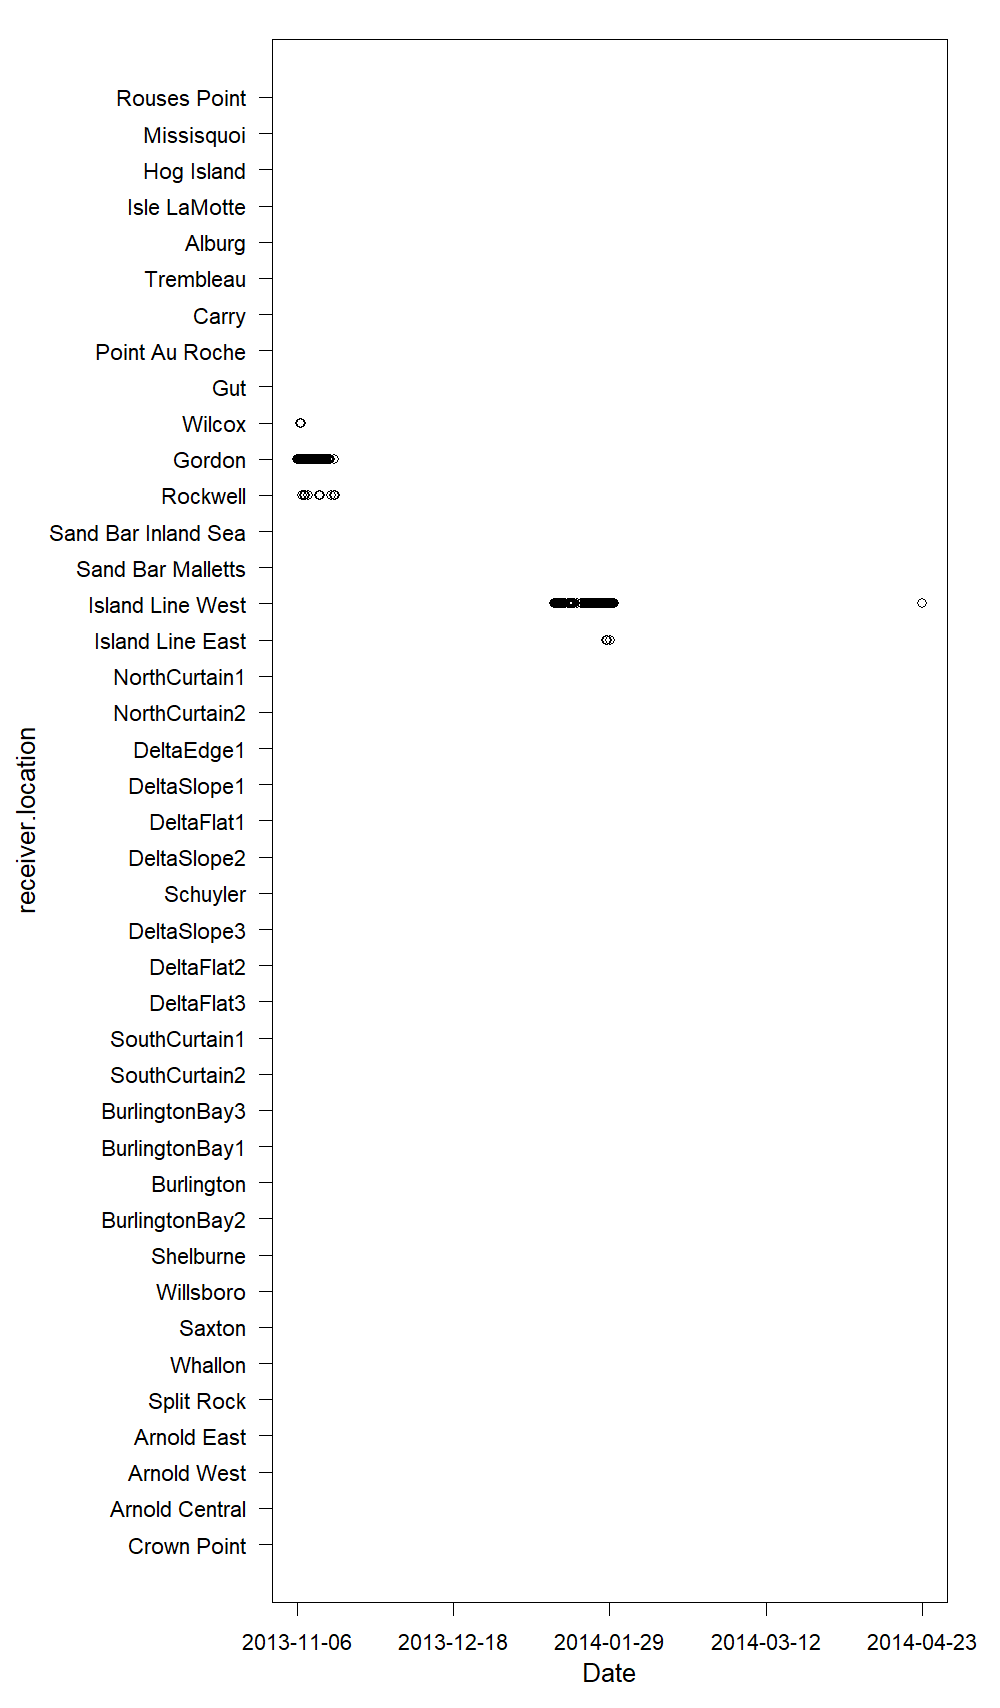 Rouses Point
Missisquoi
Hog Island
Isle LaMotte
Alburg
Trembleau
Carry
Point Au Roche
Gut
Wilcox
Gordon
Rockwell
Sand Bar Inland Sea
Sand Bar Malletts
Island Line West
Island Line East
NorthCurtain1
NorthCurtain2
DeltaEdge1
DeltaSlope1
DeltaFlat1
DeltaSlope2
Schuyler
DeltaSlope3
DeltaFlat2
DeltaFlat3
SouthCurtain1
SouthCurtain2
BurlingtonBay3
BurlingtonBay1
Burlington
BurlingtonBay2
Shelburne
Willsboro
Saxton
Whallon
Split Rock
Arnold East
Arnold West
Arnold Central
Crown Point
receiver.location
2013-11-06 2013-12-18 2014-01-29 2014-03-12 2014-04-23
Date